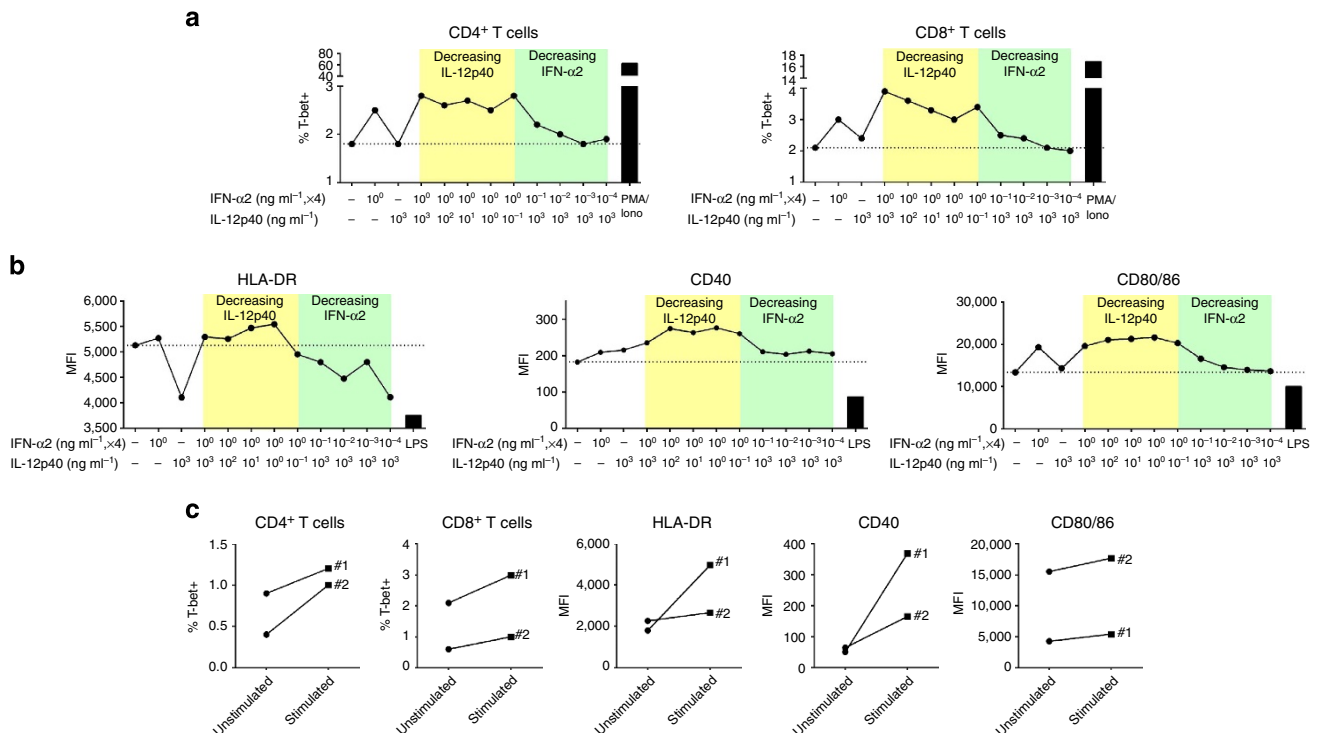 a
CD4⁺ T cells
Decreasing IL-12p40
Decreasing IFN-α2
80
60
40
3
2
1
% T-bet+
IFN-α2 (ng ml⁻¹,×4) – 10⁰ – 10⁰ 10⁰ 10⁰ 10⁰ 10⁰ 10⁻¹ 10⁻² 10⁻³ 10⁻⁴ PMA/
IL-12p40 (ng ml⁻¹) – – 10³ 10³ 10² 10¹ 10⁰ 10⁻¹ 10³ 10³ 10³ 10³ Iono
CD8⁺ T cells
Decreasing IL-12p40
Decreasing IFN-α2
18
16
14
4
3
2
1
% T-bet+
IFN-α2 (ng ml⁻¹,×4) – 10⁰ – 10⁰ 10⁰ 10⁰ 10⁰ 10⁰ 10⁻¹ 10⁻² 10⁻³ 10⁻⁴ PMA/
IL-12p40 (ng ml⁻¹) – – 10³ 10³ 10² 10¹ 10⁰ 10⁻¹ 10³ 10³ 10³ 10³ Iono
b
HLA-DR
Decreasing IL-12p40
Decreasing IFN-α2
6,000
5,500
5,000
4,500
4,000
3,500
MFI
IFN-α2 (ng ml⁻¹,×4) – 10⁰ – 10⁰ 10⁰ 10⁰ 10⁰ 10⁰ 10⁻¹ 10⁻² 10⁻³ 10⁻⁴ LPS
IL-12p40 (ng ml⁻¹) – – 10³ 10³ 10² 10¹ 10⁰ 10⁻¹ 10³ 10³ 10³ 10³
CD40
Decreasing IL-12p40
Decreasing IFN-α2
300
200
100
0
MFI
IFN-α2 (ng ml⁻¹,×4) – 10⁰ – 10⁰ 10⁰ 10⁰ 10⁰ 10⁰ 10⁻¹ 10⁻² 10⁻³ 10⁻⁴ LPS
IL-12p40 (ng ml⁻¹) – – 10³ 10³ 10² 10¹ 10⁰ 10⁻¹ 10³ 10³ 10³ 10³
CD80/86
Decreasing IL-12p40
Decreasing IFN-α2
30,000
20,000
10,000
0
MFI
IFN-α2 (ng ml⁻¹,×4) – 10⁰ – 10⁰ 10⁰ 10⁰ 10⁰ 10⁰ 10⁻¹ 10⁻² 10⁻³ 10⁻⁴ LPS
IL-12p40 (ng ml⁻¹) – – 10³ 10³ 10² 10¹ 10⁰ 10⁻¹ 10³ 10³ 10³ 10³
c
CD4⁺ T cells
1.5
1.0
0.5
0.0
% T-bet+
#1
#2
Unstimulated
Stimulated
CD8⁺ T cells
4
3
2
1
0
% T-bet+
#1
#2
Unstimulated
Stimulated
HLA-DR
6,000
4,000
2,000
0
MFI
#1
#2
Unstimulated
Stimulated
CD40
400
300
200
100
0
MFI
#1
#2
Unstimulated
Stimulated
CD80/86
20,000
15,000
10,000
5,000
0
MFI
#2
#1
Unstimulated
Stimulated